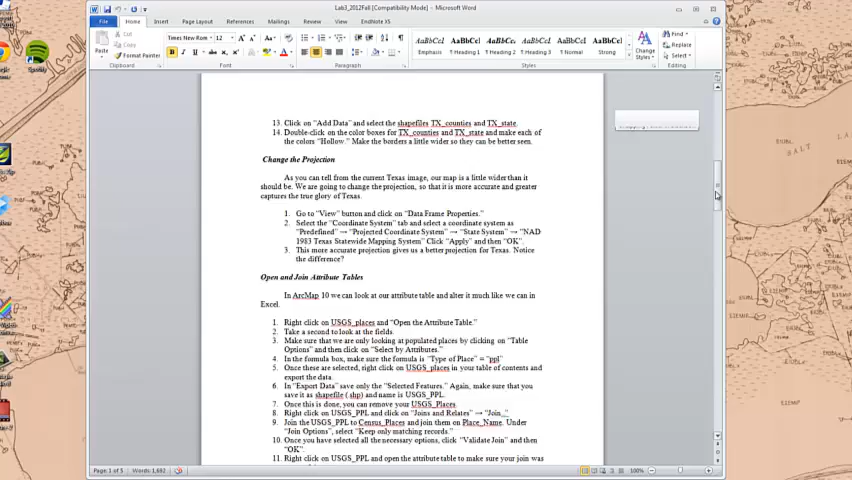 Lab3_2012Fall [Compatibility Mode] - Microsoft Word
File Home Insert Page Layout References Mailings Review View EndNote X5
Cut
Copy
Format Painter
Paste
Clipboard
Times New Rom 12
Font
Paragraph
AaBbCcI AaBbCc AaBbCcI AaBbCcI AaBbCcI AaBbCc
Emphasis ¶ Heading 1 ¶ Heading 2 ¶ Heading 3 ¶ Normal Strong
Styles
Change Styles
Find
Replace
Select
Editing
Spotify
13. Click on “Add Data” and select the shapefiles TX_counties and TX_state.
14. Double-click on the color boxes for TX_counties and TX_state and make each of
the colors “Hollow.” Make the borders a little wider so they can be better seen.
Change the Projection
As you can tell from the current Texas image, our map is a little wider than it
should be. We are going to change the projection, so that it is more accurate and greater
captures the true glory of Texas.
1. Go to “View” button and click on “Data Frame Properties.”
2. Select the “Coordinate System” tab and select a coordinate system as
“Predefined” → “Projected Coordinate System” → “State System” → “NAD
1983 Texas Statewide Mapping System” Click “Apply” and then “OK”.
3. This more accurate projection gives us a better projection for Texas. Notice
the difference?
Open and Join Attribute Tables
In ArcMap 10 we can look at our attribute table and alter it much like we can in
Excel.
1. Right click on USGS_places and “Open the Attribute Table.”
2. Take a second to look at the fields.
3. Make sure that we are only looking at populated places by clicking on “Table
Options” and then click on “Select by Attributes.”
4. In the formula box, make sure the formula is “Type of Place” = “ppl”
5. Once these are selected, right click on USGS_places in your table of contents and
export the data.
6. In “Export Data” save only the “Selected Features.” Again, make sure that you
save it as shapefile (.shp) and name is USGS_PPL.
7. Once this is done, you can remove your USGS_Places.
8. Right click on USGS_PPL and click on “Joins and Relates” → “Join...”
9. Join the USGS_PPL to Census_Places and join them on Place_Name. Under
“Join Options”, select “Keep only matching records.”
10. Once you have selected all the necessary options, click “Validate Join” and then
“OK”.
11. Right click on USGS_PPL and open the attribute table to make sure your join was
Page: 1 of 5 Words: 1,692 100%
SALT